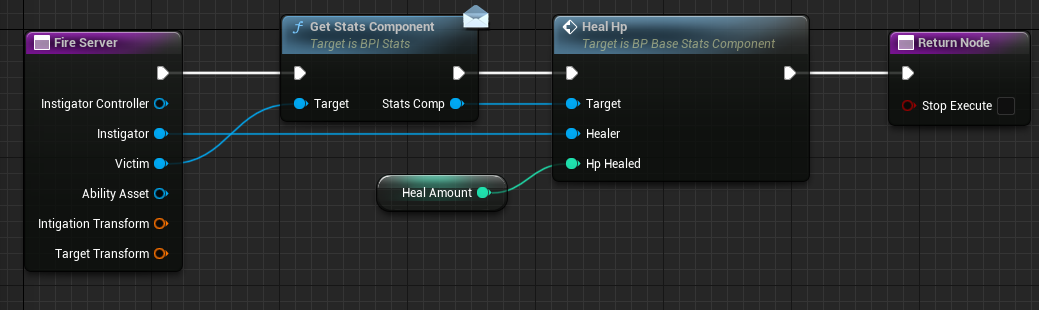 Fire Server
Instigator Controller
Instigator
Victim
Ability Asset
Intigation Transform
Target Transform
Get Stats Component
Target is BPI Stats
Target
Stats Comp
Heal Amount
Heal Hp
Target is BP Base Stats Component
Target
Healer
Hp Healed
Return Node
Stop Execute